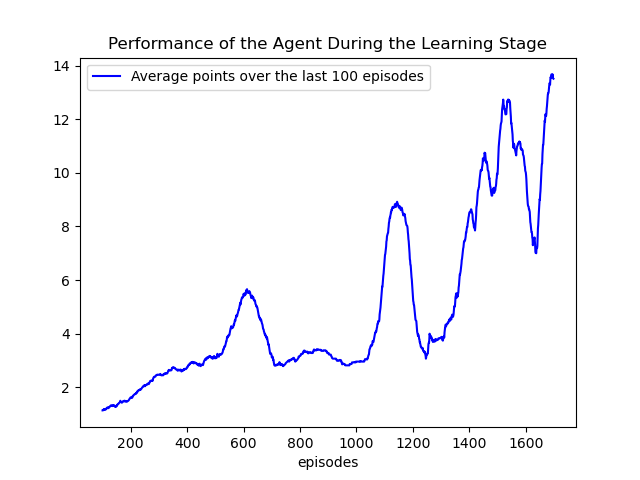 Performance of the Agent During the Learning Stage
Average points over the last 100 episodes
14
12
10
8
6
4
2
200 400 600 800 1000 1200 1400 1600
episodes